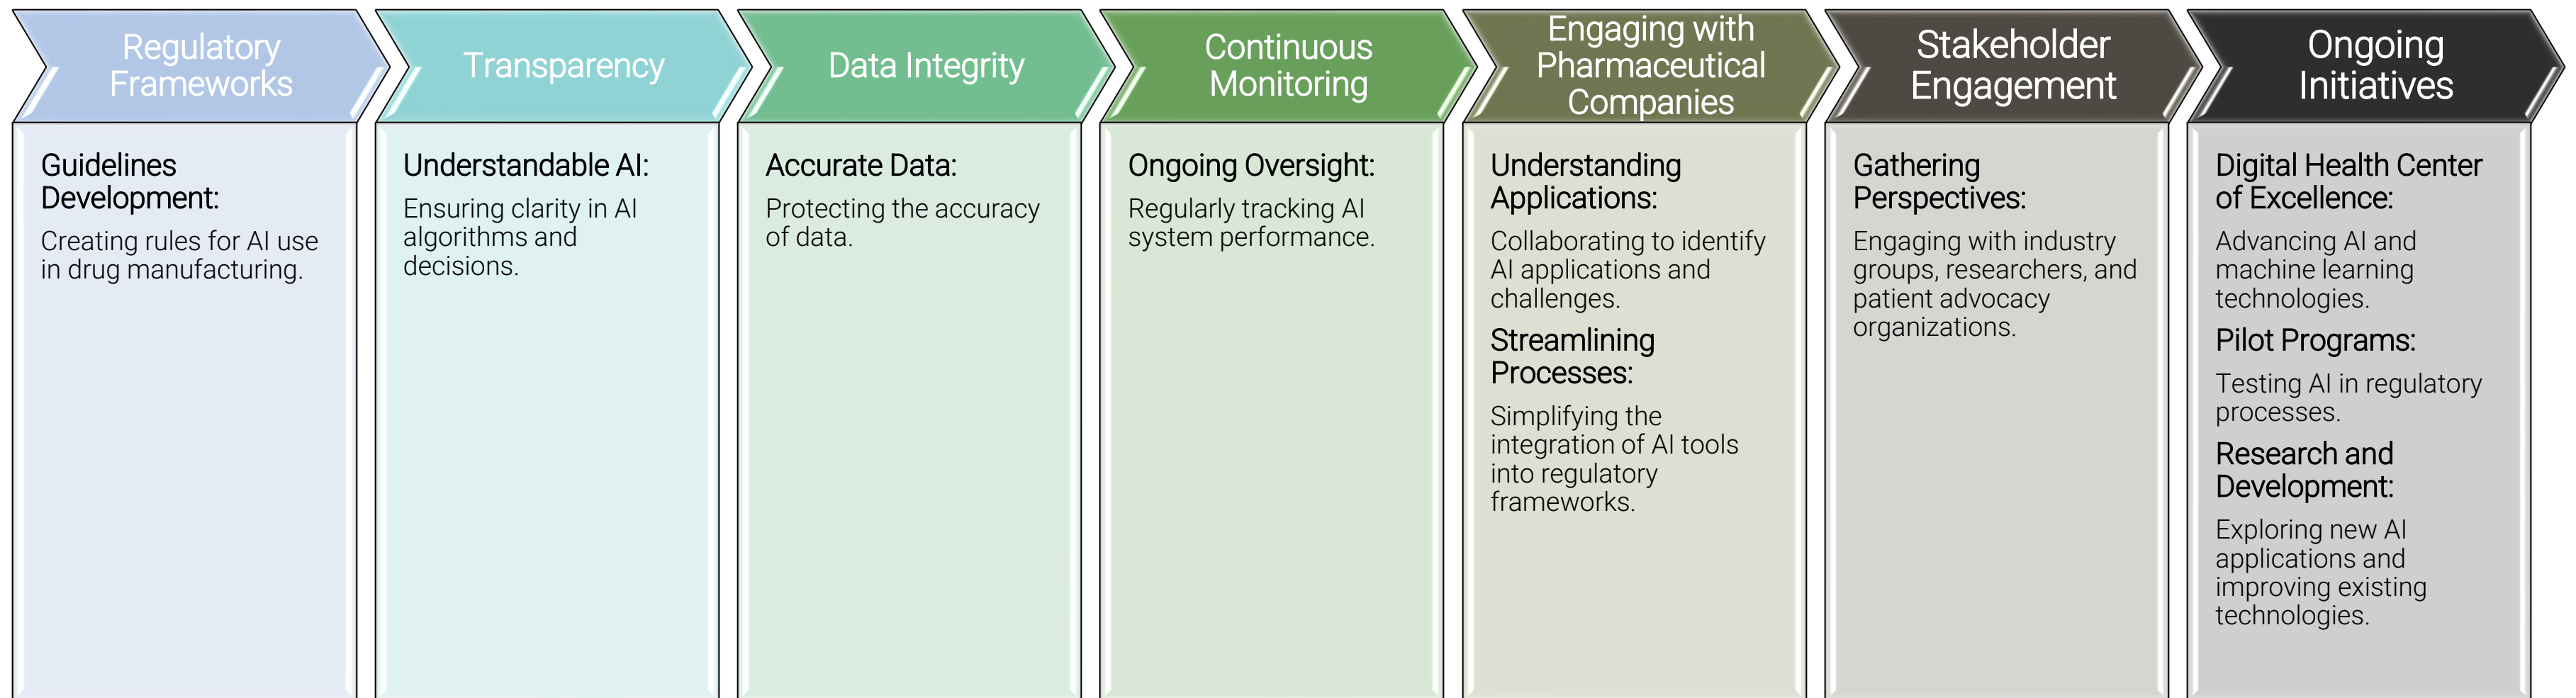 Regulatory
Frameworks
Guidelines
Development:
Creating rules for AI use
in drug manufacturing.
Transparency
Understandable AI:
Ensuring clarity in AI
algorithms and
decisions.
Data Integrity
Accurate Data:
Protecting the accuracy
of data.
Continuous
Monitoring
Ongoing Oversight:
Regularly tracking AI
system performance.
Engaging with
Pharmaceutical
Companies
Understanding
Applications:
Collaborating to identify
AI applications and
challenges.
Streamlining
Processes:
Simplifying the
integration of AI tools
into regulatory
frameworks.
Stakeholder
Engagement
Gathering
Perspectives:
Engaging with industry
groups, researchers, and
patient advocacy
organizations.
Ongoing
Initiatives
Digital Health Center
of Excellence:
Advancing AI and
machine learning
technologies.
Pilot Programs:
Testing AI in regulatory
processes.
Research and
Development:
Exploring new AI
applications and
improving existing
technologies.